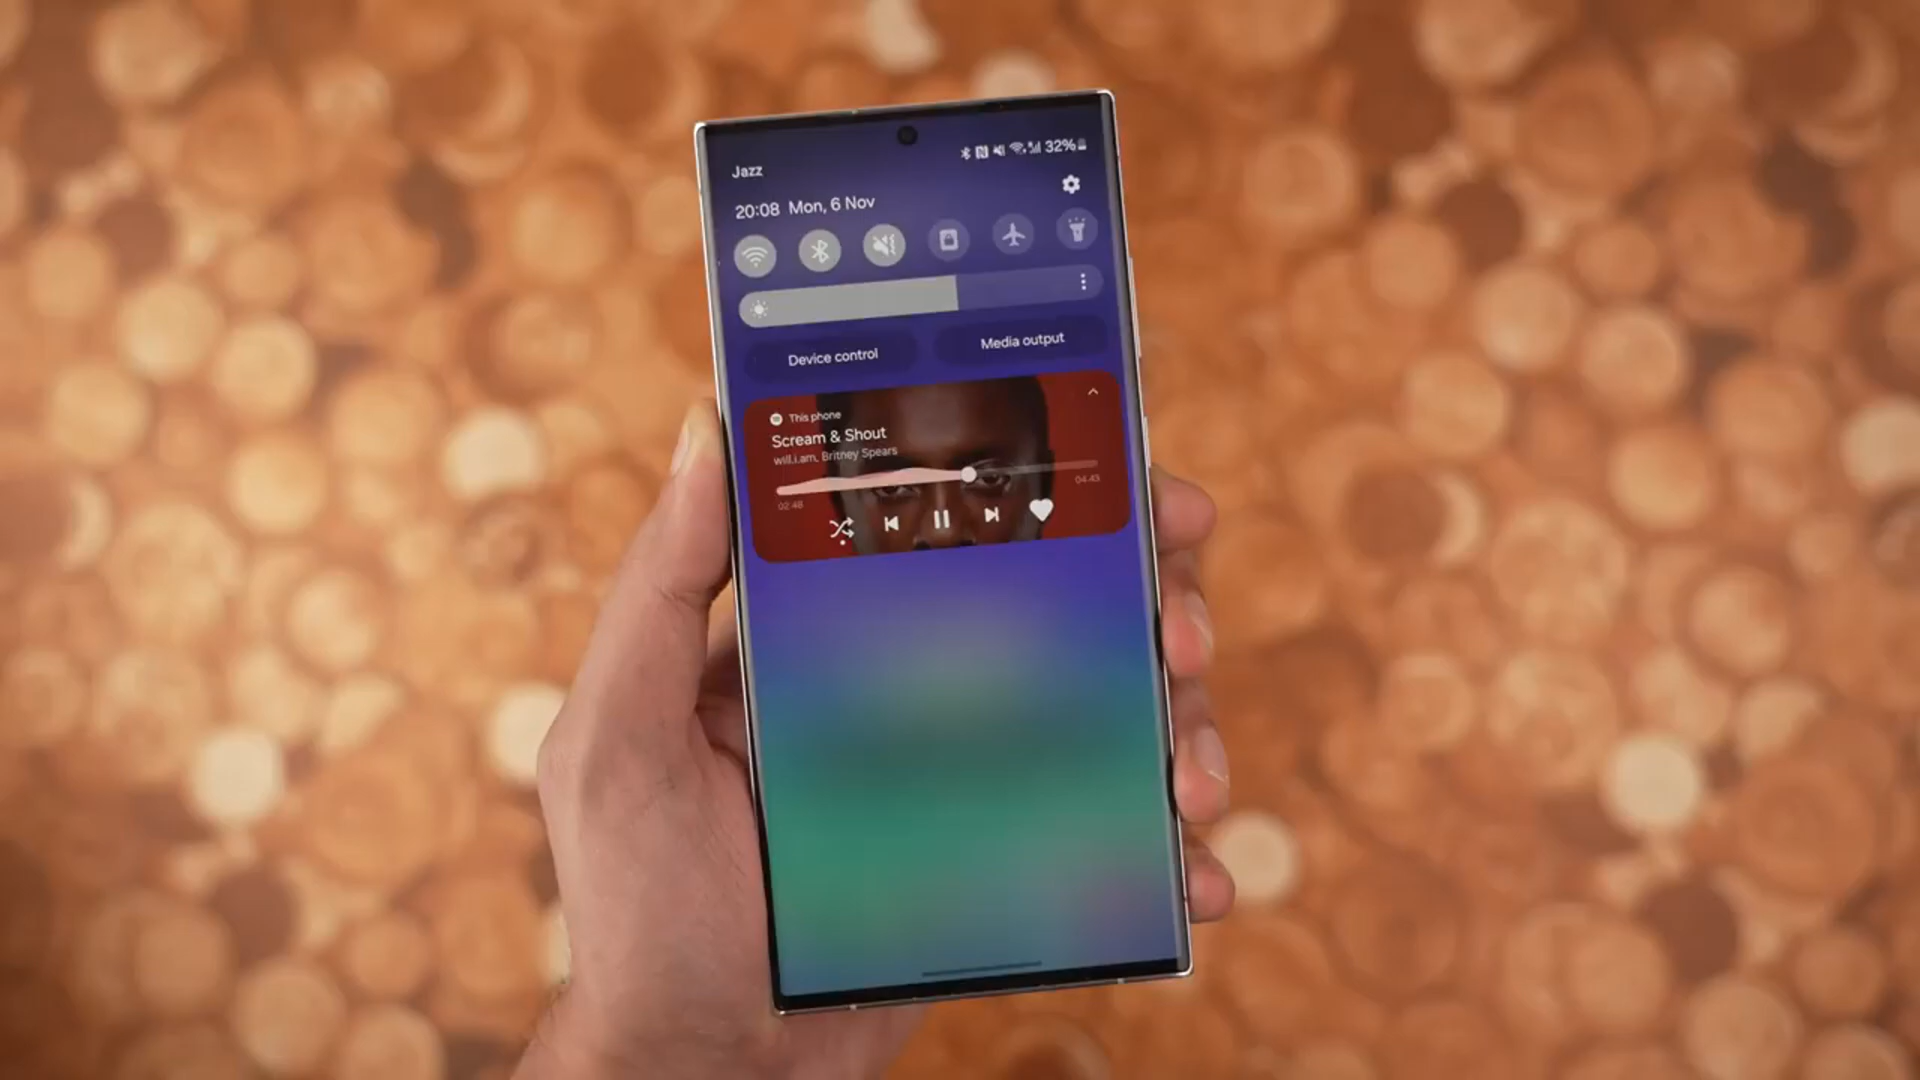 Jazz
32%
20:08 Mon, 6 Nov
Device control
Media output
This phone
Scream & Shout
will.i.am, Britney Spears
02:48
04:43